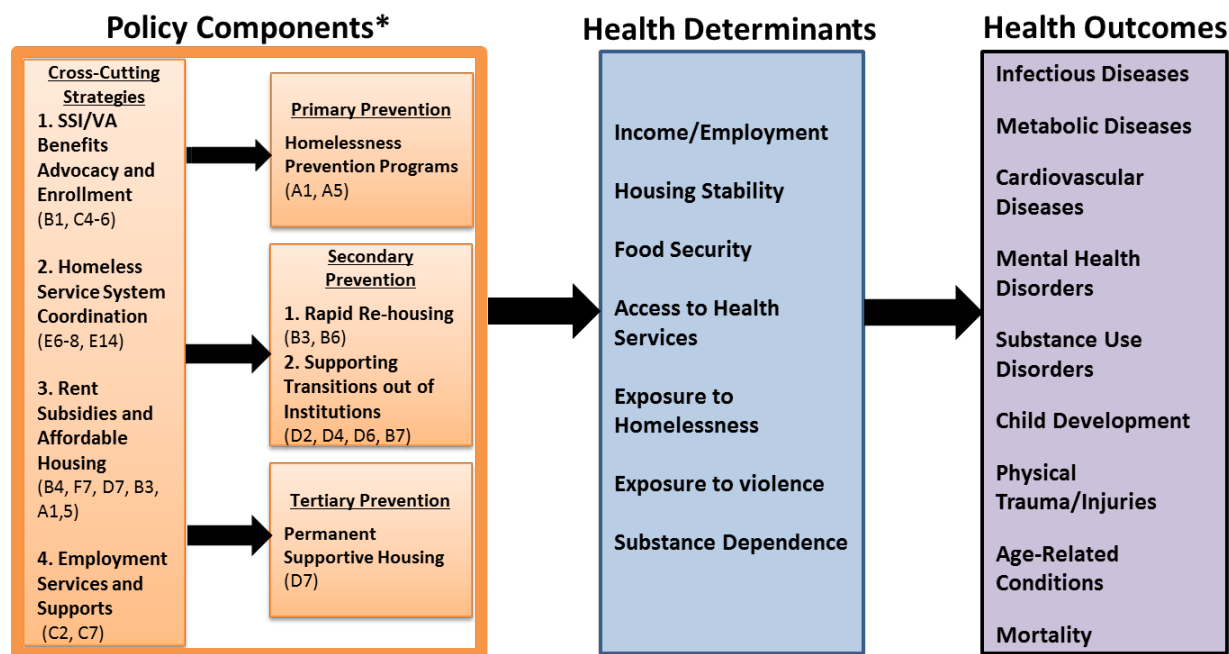 Policy Components*
Cross-Cutting
Strategies
1. SSI/VA
Benefits
Advocacy and
Enrollment
(B1, C4-6)
2. Homeless
Service System
Coordination
(E6-8, E14)
3. Rent
Subsidies and
Affordable
Housing
(B4, F7, D7, B3,
A1,5)
4. Employment
Services and
Supports
(C2, C7)
Primary Prevention
Homelessness
Prevention Programs
(A1, A5)
Secondary
Prevention
1. Rapid Re-housing
(B3, B6)
2. Supporting
Transitions out of
Institutions
(D2, D4, D6, B7)
Tertiary Prevention
Permanent
Supportive Housing
(D7)
Health Determinants
Income/Employment
Housing Stability
Food Security
Access to Health
Services
Exposure to
Homelessness
Exposure to violence
Substance Dependence
Health Outcomes
Infectious Diseases
Metabolic Diseases
Cardiovascular
Diseases
Mental Health
Disorders
Substance Use
Disorders
Child Development
Physical
Trauma/Injuries
Age-Related
Conditions
Mortality